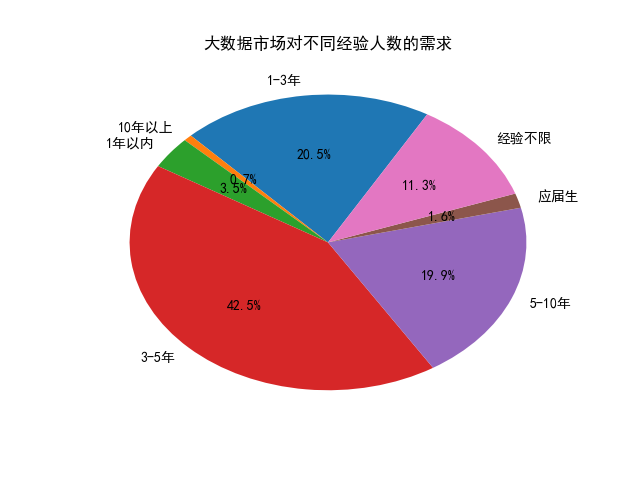 大数据市场对不同经验人数的需求
1-3年
10年以上
1年以内
经验不限
20.5%
0.7%
3.5%
11.3%
应届生
1.6%
19.9%
42.5%
5-10年
3-5年